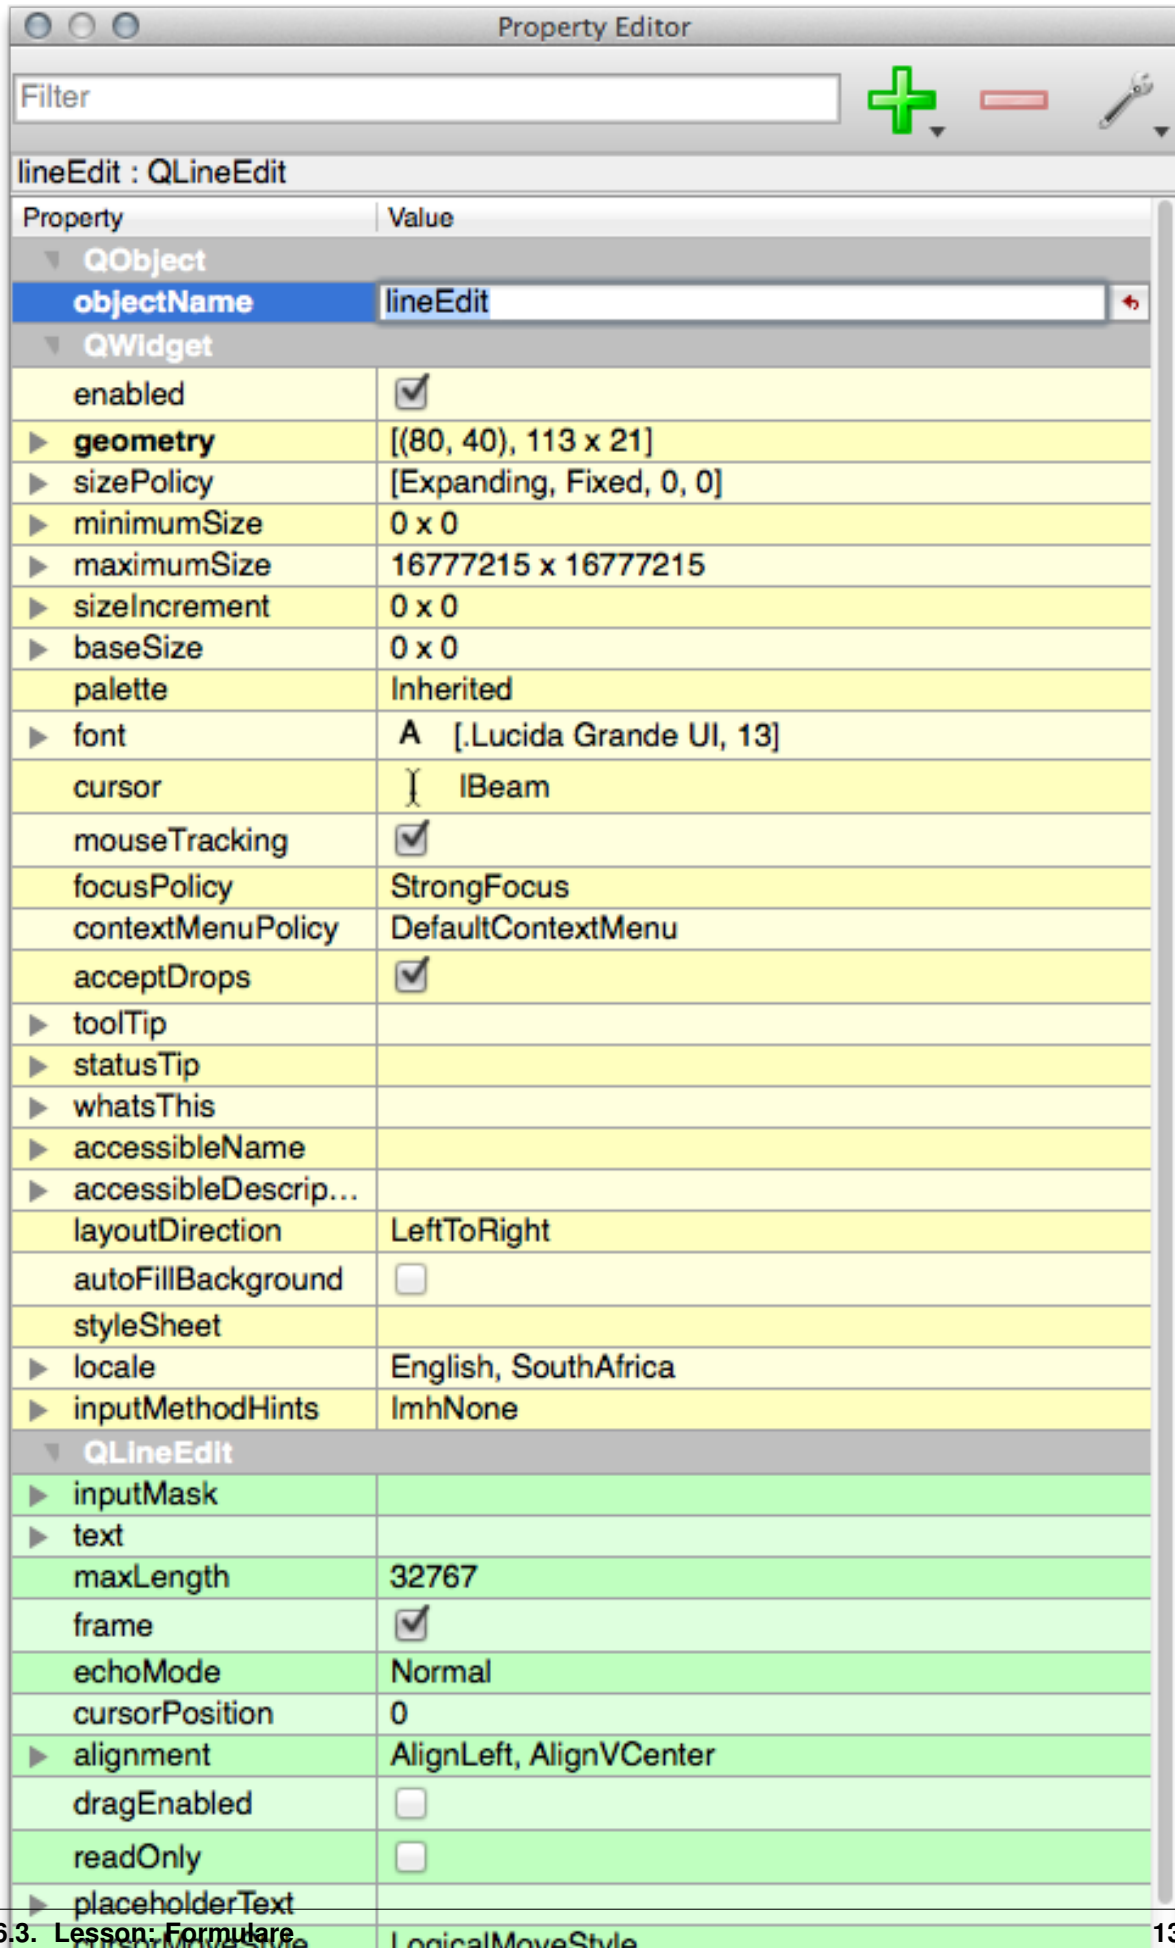 Property Editor
Filter
lineEdit : QLineEdit
Property Value
QObject
objectName lineEdit
QWidget
enabled
geometry [(80, 40), 113 x 21]
sizePolicy [Expanding, Fixed, 0, 0]
minimumSize 0 x 0
maximumSize 16777215 x 16777215
sizeIncrement 0 x 0
baseSize 0 x 0
palette Inherited
font A [.Lucida Grande UI, 13]
cursor IBeam
mouseTracking
focusPolicy StrongFocus
contextMenuPolicy DefaultContextMenu
acceptDrops
toolTip
statusTip
whatsThis
accessibleName
accessibleDescrip...
layoutDirection LeftToRight
autoFillBackground
styleSheet
locale English, SouthAfrica
inputMethodHints ImhNone
QLineEdit
inputMask
text
maxLength 32767
frame
echoMode Normal
cursorPosition 0
alignment AlignLeft, AlignVCenter
dragEnabled
readOnly
placeholderText
6.3. Lesson: Formulare 13
cursorMoveStyle LogicalMoveStyle